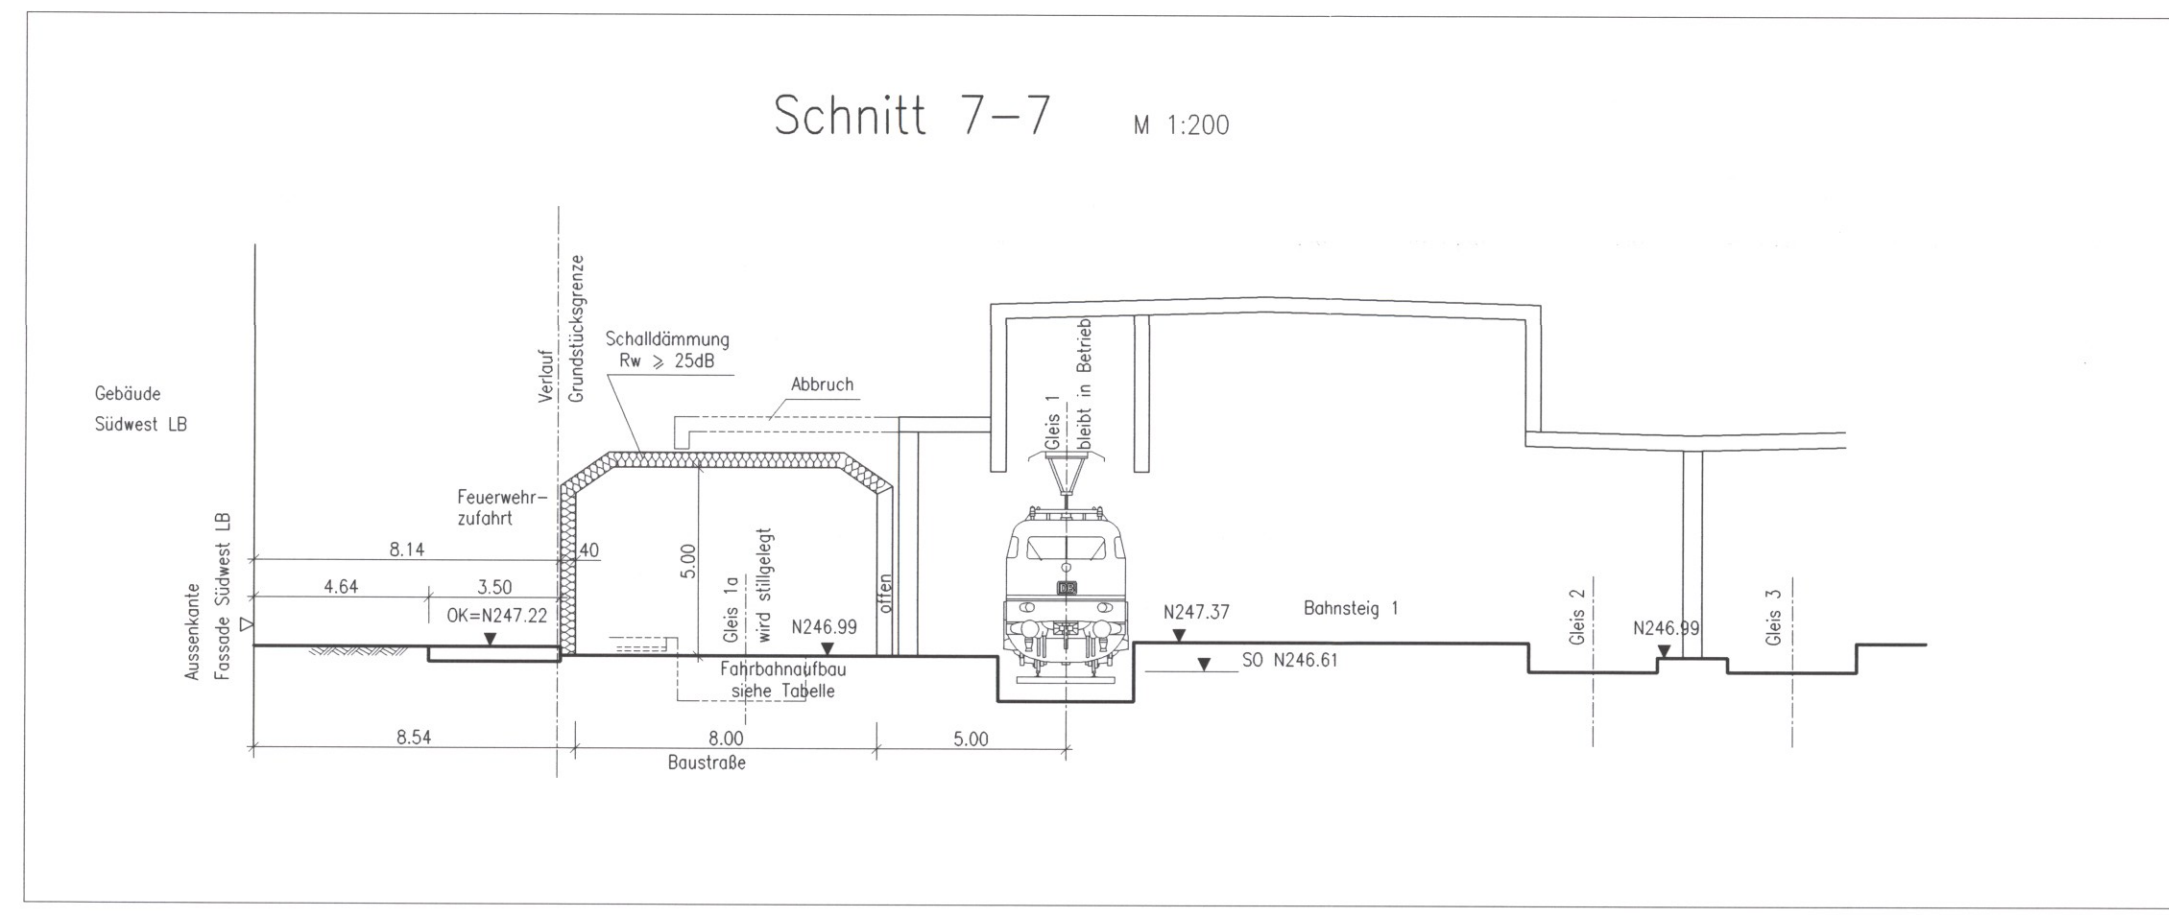 Schnitt 7-7 M 1:200
Verlauf
Grundstücksgrenze
Schalldämmung
Rw ⩾ 25dB
Abbruch
Gleis 1
bleibt in Betrieb
Gebäude
Südwest LB
Feuerwehr-
zufahrt
Aussenkante
Fassade Südwest LB
8.14
40
4.64
3.50
OK=N247.22
5.00
Gleis 1a
wird stillgelegt
N246.99
offen
Fahrbahnaufbau
siehe Tabelle
N247.37
Bahnsteig 1
SO N246.61
Gleis 2
N246.99
Gleis 3
8.54
8.00
5.00
Baustraße